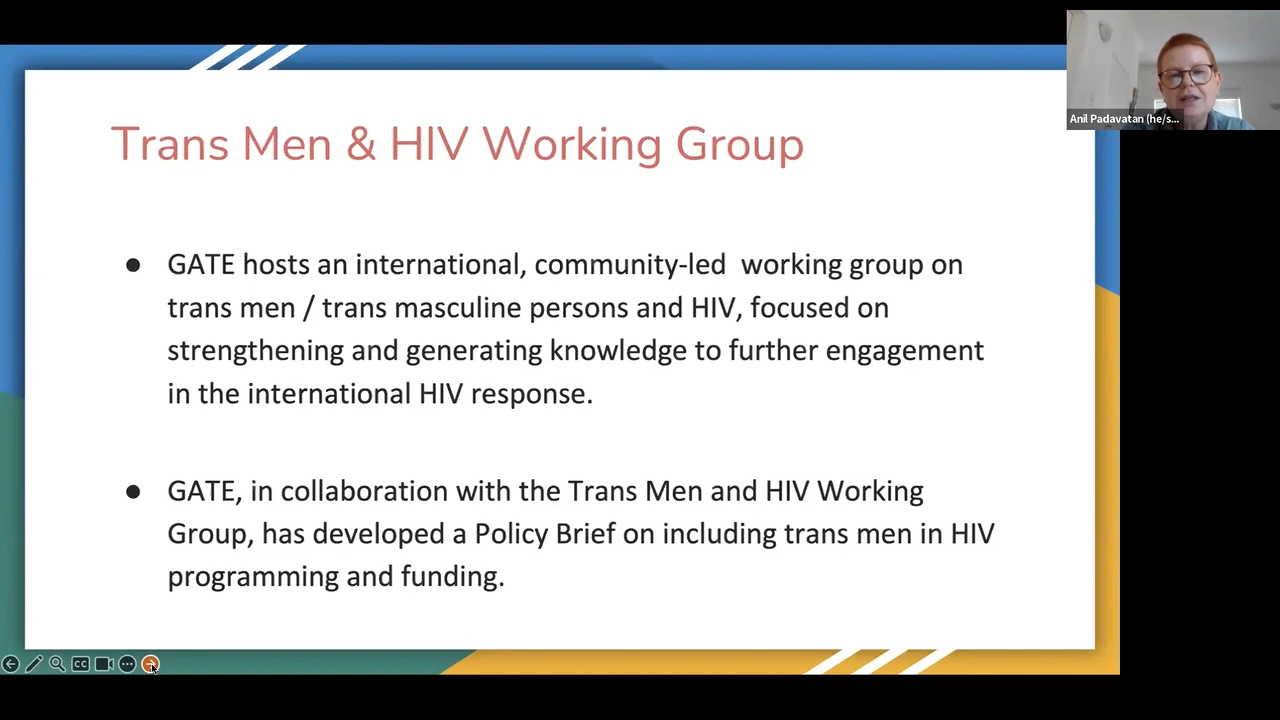 Trans Men & HIV Working Group
● GATE hosts an international, community-led  working group on
trans men / trans masculine persons and HIV, focused on
strengthening and generating knowledge to further engagement
in the international HIV response.
● GATE, in collaboration with the Trans Men and HIV Working
Group, has developed a Policy Brief on including trans men in HIV
programming and funding.
Anil Padavatan (he/s...
CC